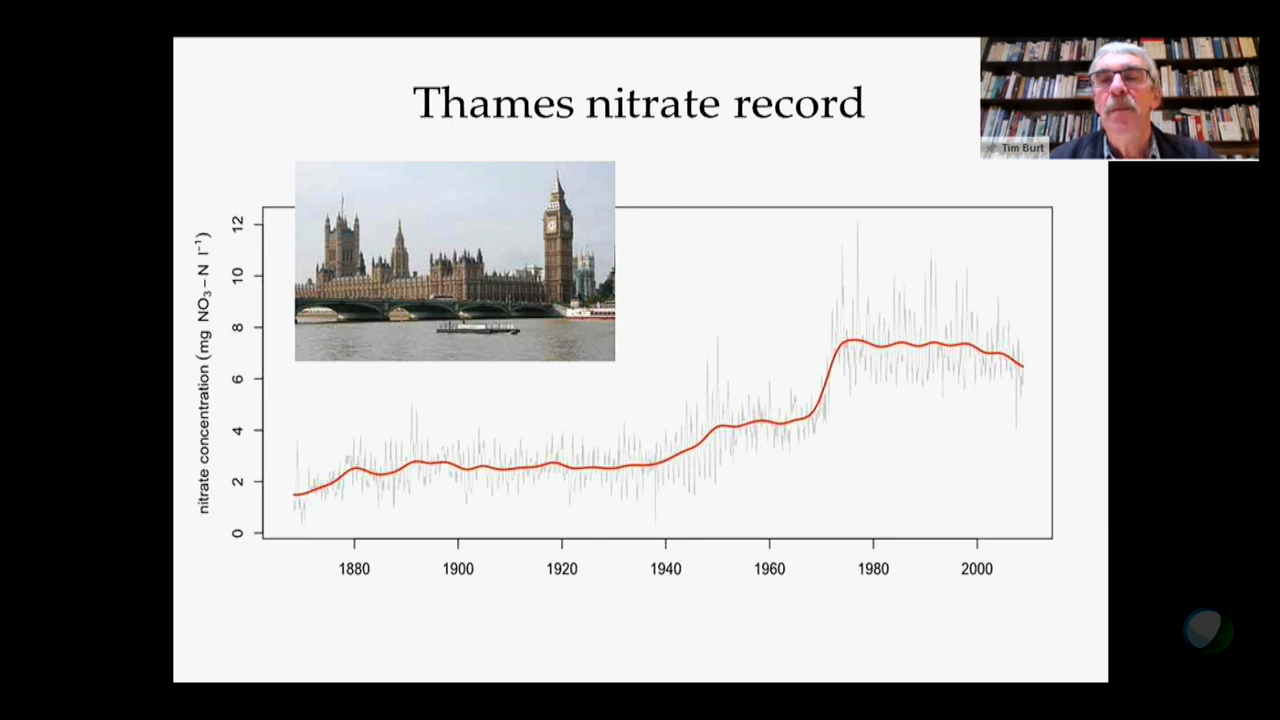 Thames nitrate record
Tim Burt
nitrate concentration (mg NO₃−N l⁻¹)
12
10
8
6
4
2
0
1880 1900 1920 1940 1960 1980 2000